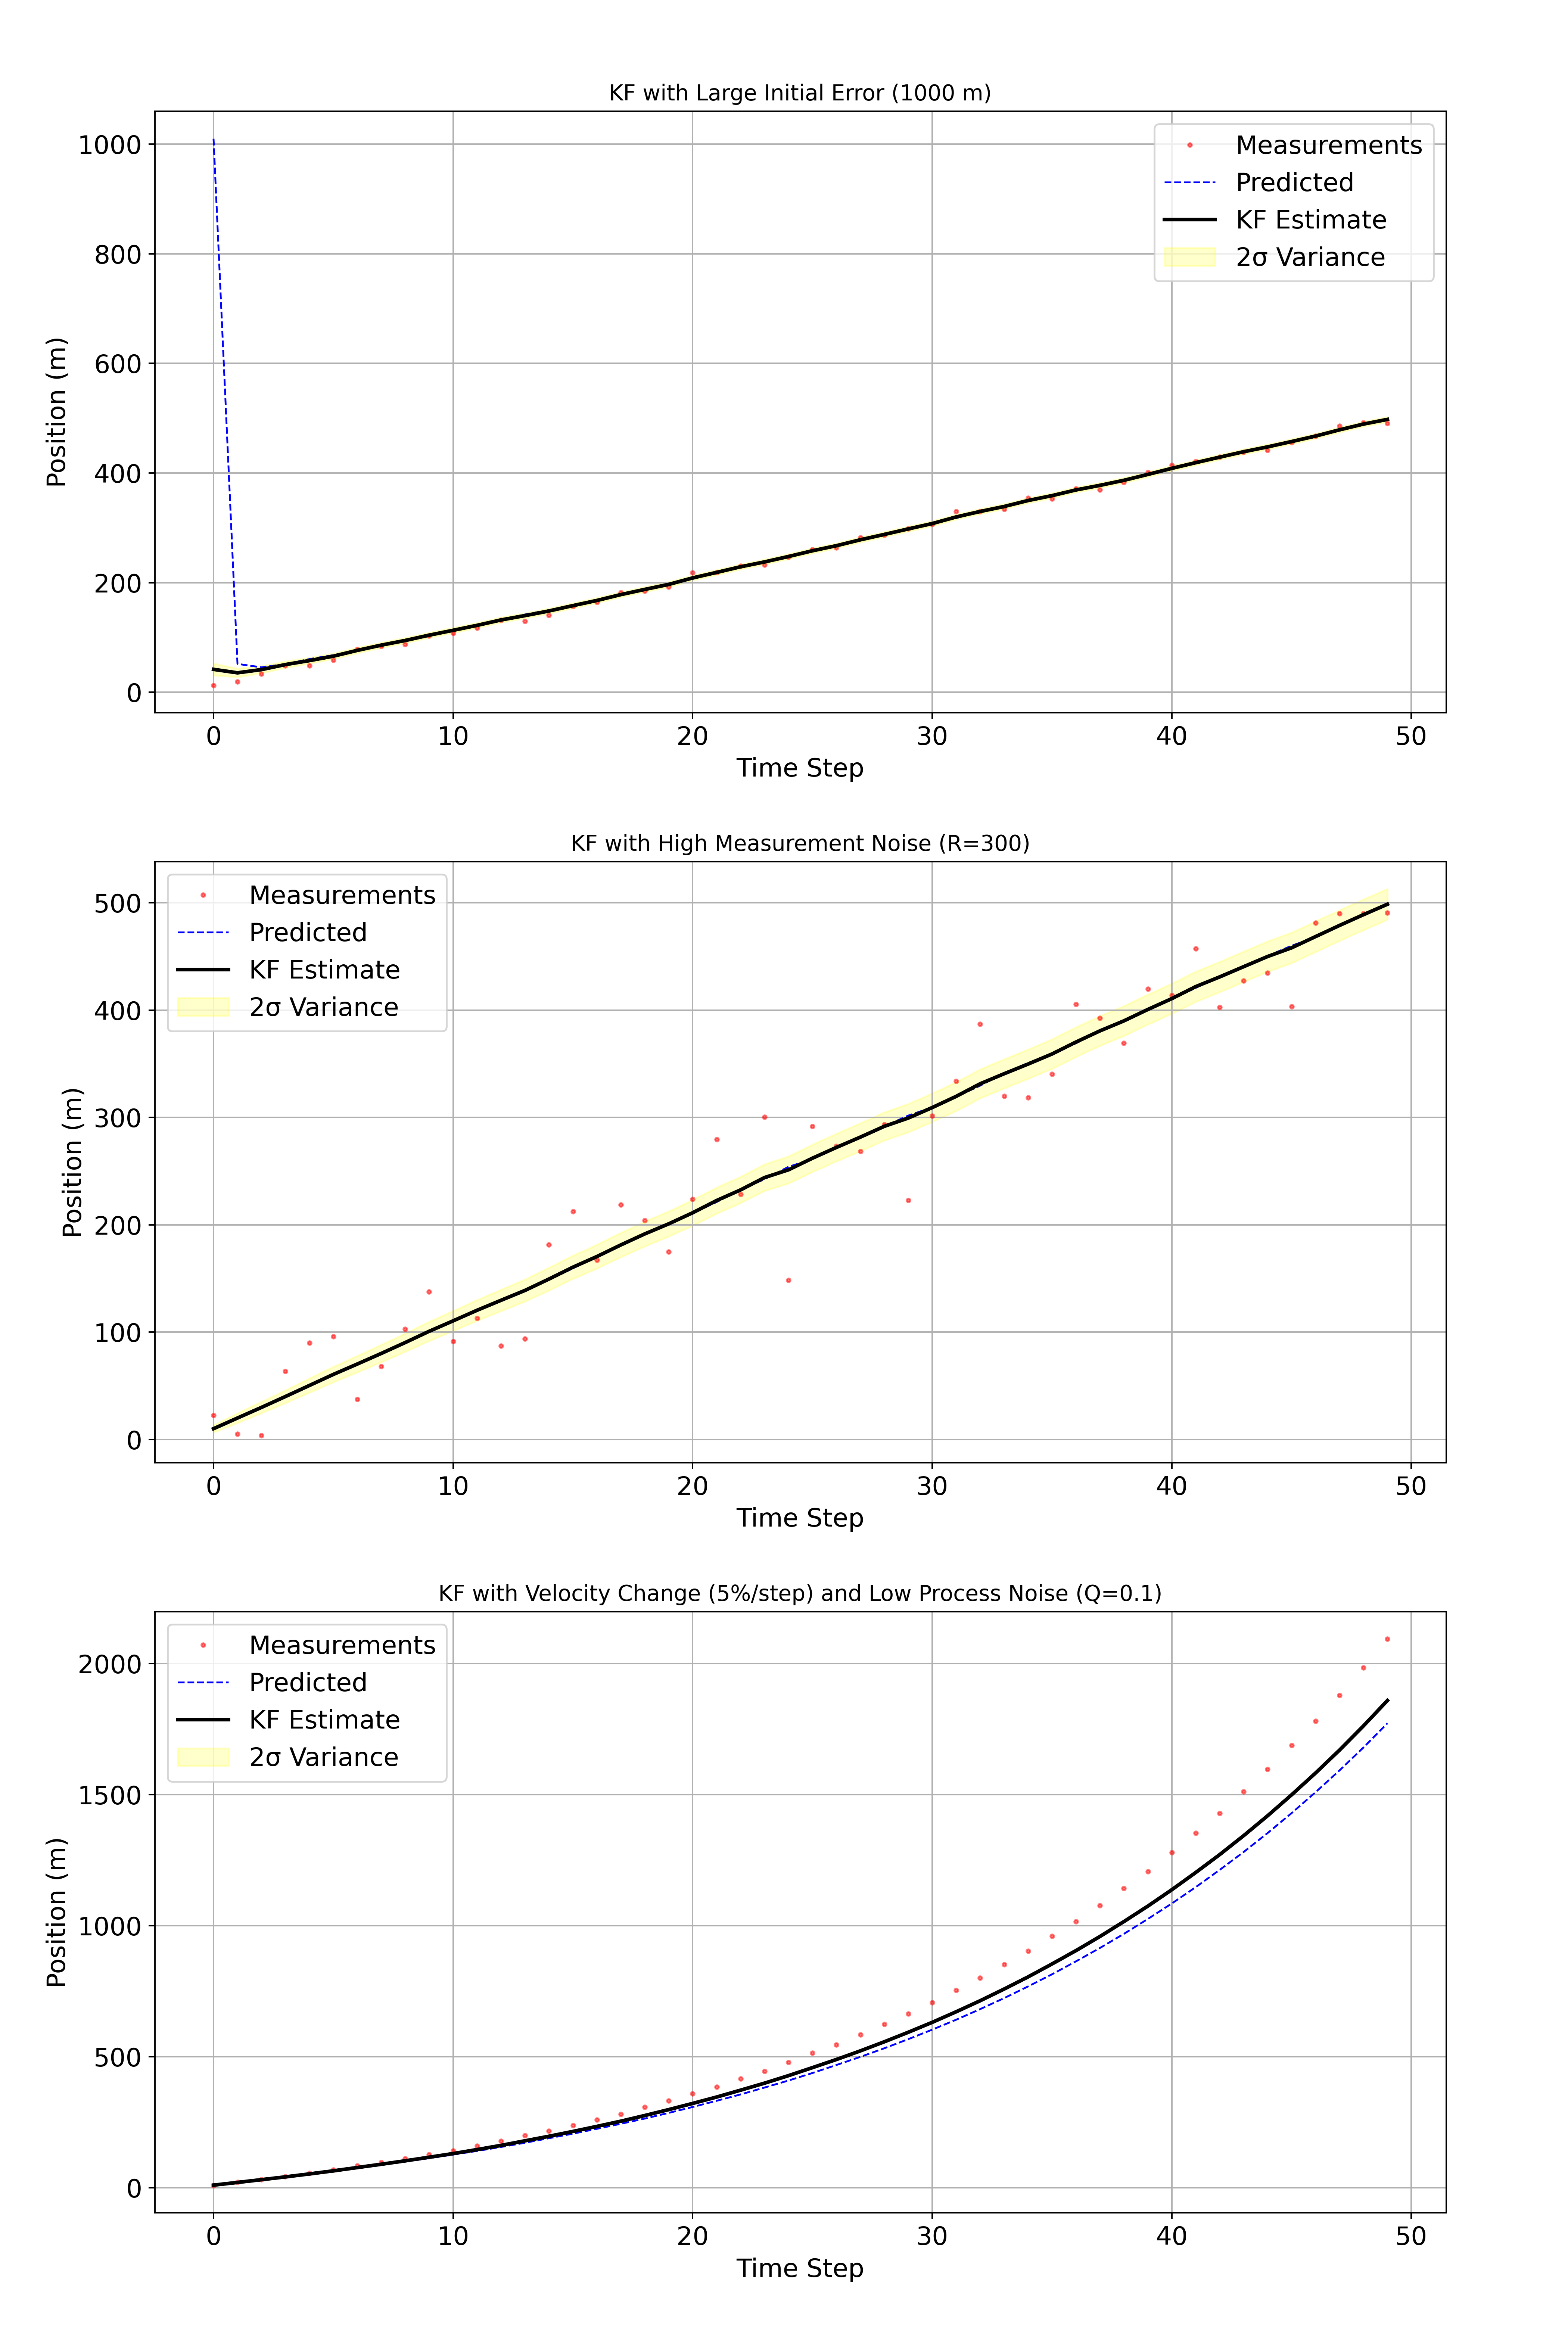 KF with Large Initial Error (1000 m)
Measurements
Predicted
KF Estimate
2σ Variance
Position (m)
1000
800
600
400
200
0
0 10 20 30 40 50
Time Step
KF with High Measurement Noise (R=300)
Measurements
Predicted
KF Estimate
2σ Variance
Position (m)
500
400
300
200
100
0
0 10 20 30 40 50
Time Step
KF with Velocity Change (5%/step) and Low Process Noise (Q=0.1)
Measurements
Predicted
KF Estimate
2σ Variance
Position (m)
2000
1500
1000
500
0
0 10 20 30 40 50
Time Step